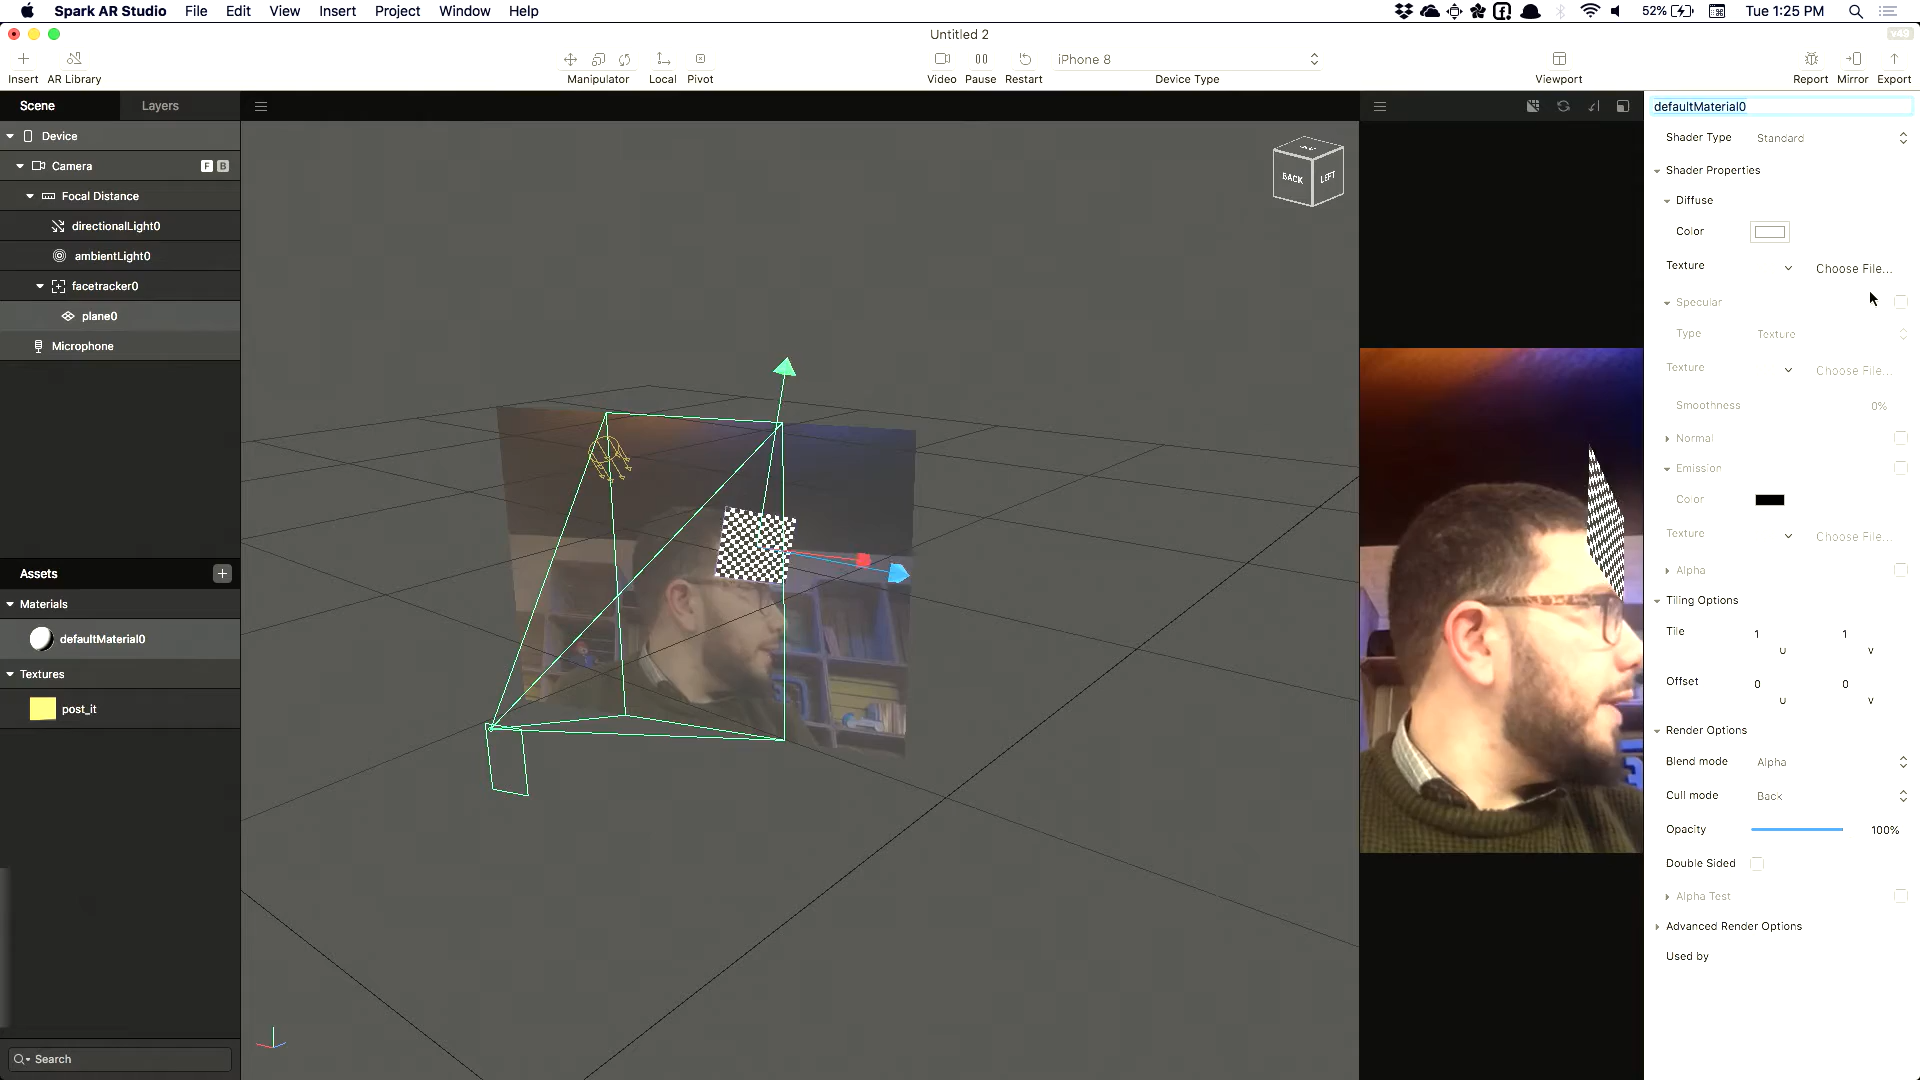 Spark AR Studio File Edit View Insert Project Window Help 52% Tue 1:25 PM
Untitled 2
v49
iPhone 8
Insert AR Library Manipulator Local Pivot Video Pause Restart Device Type Viewport Report Mirror Export
Scene Layers
Device
Camera F B
Focal Distance
directionalLight0
ambientLight0
facetracker0
plane0
Microphone
Assets
Materials
defaultMaterial0
Textures
post_it
Search
BACK LEFT
defaultMaterial0
Shader Type Standard
Shader Properties
Diffuse
Color
Texture Choose File...
Specular
Type Texture
Texture Choose File...
Smoothness 0%
Normal
Emission
Color
Texture Choose File...
Alpha
Tiling Options
Tile 1 1
U V
Offset 0 0
U V
Render Options
Blend mode Alpha
Cull mode Back
Opacity 100%
Double Sided
Alpha Test
Advanced Render Options
Used by